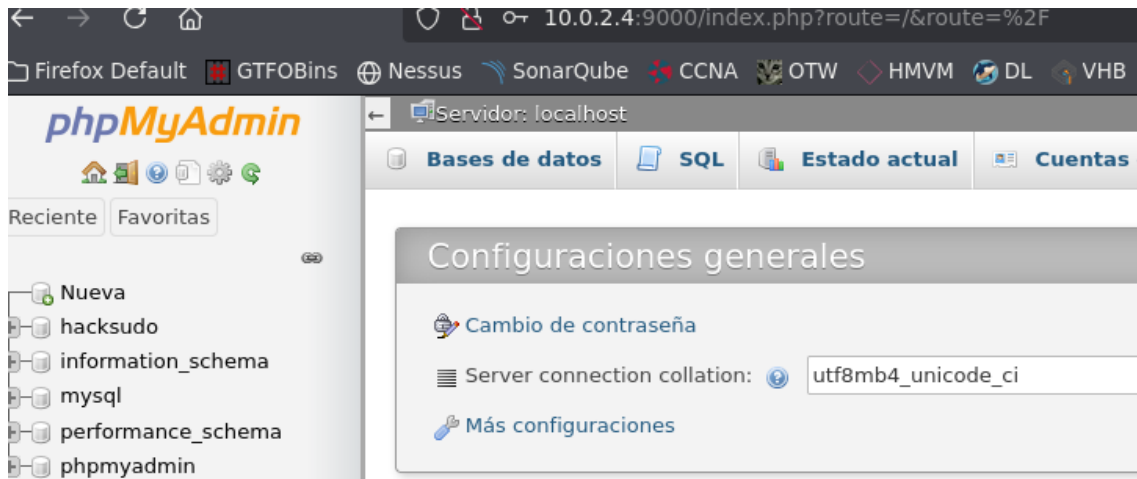 10.0.2.4:9000/index.php?route=/&route=%2F
Firefox Default GTFOBins Nessus SonarQube CCNA OTW HMVM DL VHB
phpMyAdmin
Servidor: localhost
Bases de datos SQL Estado actual Cuentas
Reciente Favoritas
Configuraciones generales
Nueva
hacksudo
information_schema
mysql
performance_schema
phpmyadmin
Cambio de contraseña
Server connection collation: utf8mb4_unicode_ci
Más configuraciones